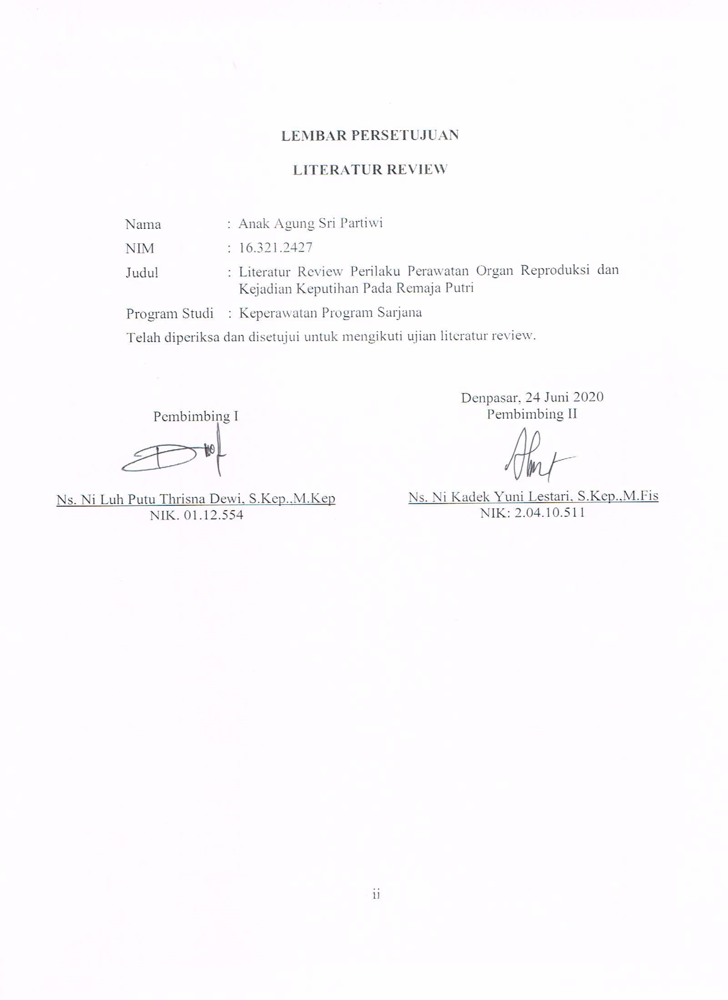 LEMBAR PERSETUJUAN
LITERATUR REVIEW
Nama : Anak Agung Sri Partiwi
NIM : 16.321.2427
Judul : Literatur Review Perilaku Perawatan Organ Reproduksi dan
Kejadian Keputihan Pada Remaja Putri
Program Studi : Keperawatan Program Sarjana
Telah diperiksa dan disetujui untuk mengikuti ujian literatur review.
Denpasar, 24 Juni 2020
Pembimbing I
Pembimbing II
Ns. Ni Luh Putu Thrisna Dewi, S.Kep.,M.Kep
NIK. 01.12.554
Ns. Ni Kadek Yuni Lestari, S.Kep.,M.Fis
NIK: 2.04.10.511
ii